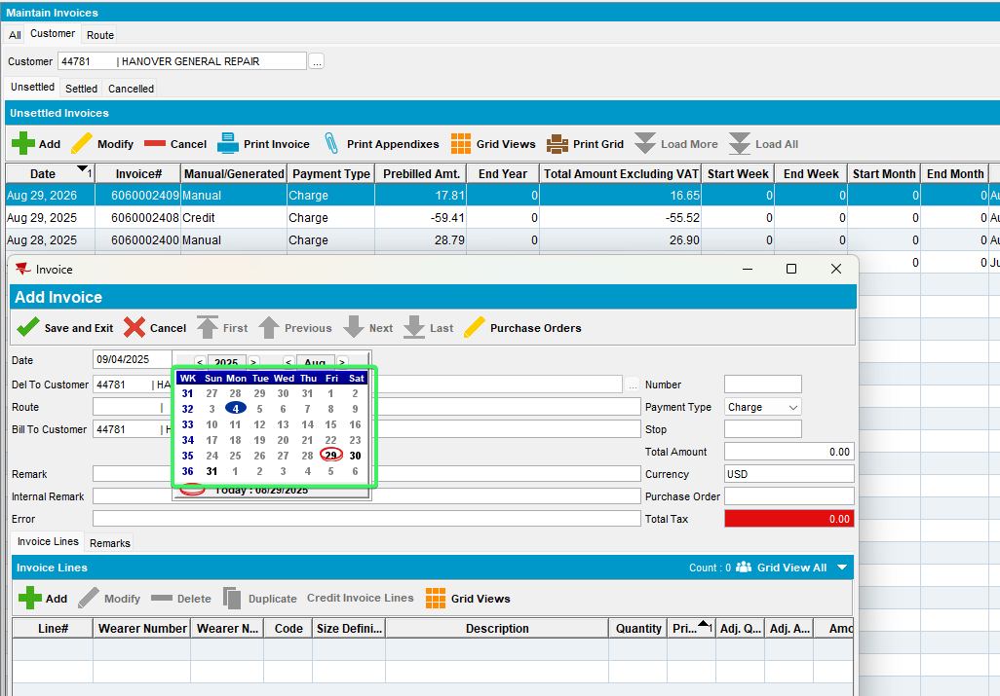 Maintain Invoices
All Customer Route
Customer 44781 | HANOVER GENERAL REPAIR ...
Unsettled Settled Cancelled
Unsettled Invoices
Add Modify Cancel Print Invoice Print Appendixes Grid Views Print Grid Load More Load All
Date 1 Invoice# Manual/Generated Payment Type Prebilled Amt. End Year Total Amount Excluding VAT Start Week End Week Start Month End Month
Aug 29, 2026 6060002409 Manual Charge 17.81 0 16.65 0 0 0 0 Au
Aug 29, 2025 6060002408 Credit Charge -59.41 0 -55.52 0 0 0 0 Au
Aug 28, 2025 6060002400 Manual Charge 28.79 0 26.90 0 0 0 0 Au
0 0 Ju
Invoice
Add Invoice
Save and Exit Cancel First Previous Next Last Purchase Orders
Date 09/04/2025 < 2025 > < Aug >
Del To Customer 44781 | HA ... Number
WK Sun Mon Tue Wed Thu Fri Sat
31 27 28 29 30 31 1 2
Route | Payment Type Charge
32 3 4 5 6 7 8 9
Bill To Customer 44781 | H Stop
33 10 11 12 13 14 15 16
34 17 18 19 20 21 22 23
Total Amount 0.00
35 24 25 26 27 28 29 30
Remark Currency USD
36 31 1 2 3 4 5 6
Today : 08/29/2025
Internal Remark Purchase Order
Error Total Tax 0.00
Invoice Lines Remarks
Invoice Lines Count : 0 Grid View All
Add Modify Delete Duplicate Credit Invoice Lines Grid Views
Line# Wearer Number Wearer N... Code Size Defini... Description Quantity Pri... 1 Adj. Q... Adj. A... Amo